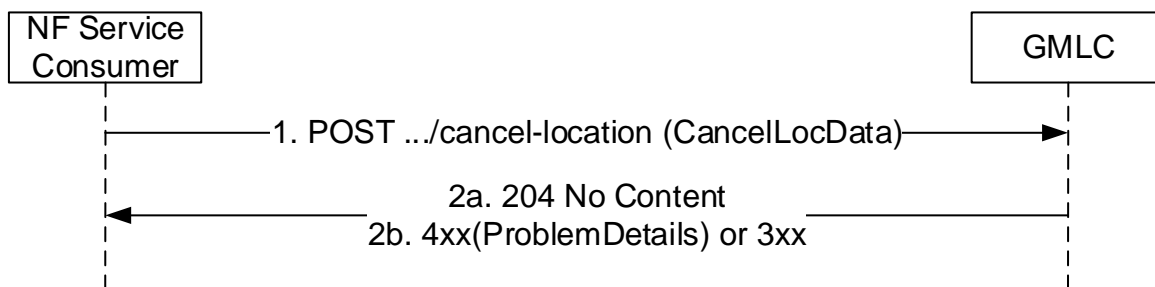 NF Service
Consumer
GMLC
1. POST .../cancel-location (CancelLocData)
2a. 204 No Content
2b. 4xx(ProblemDetails) or 3xx